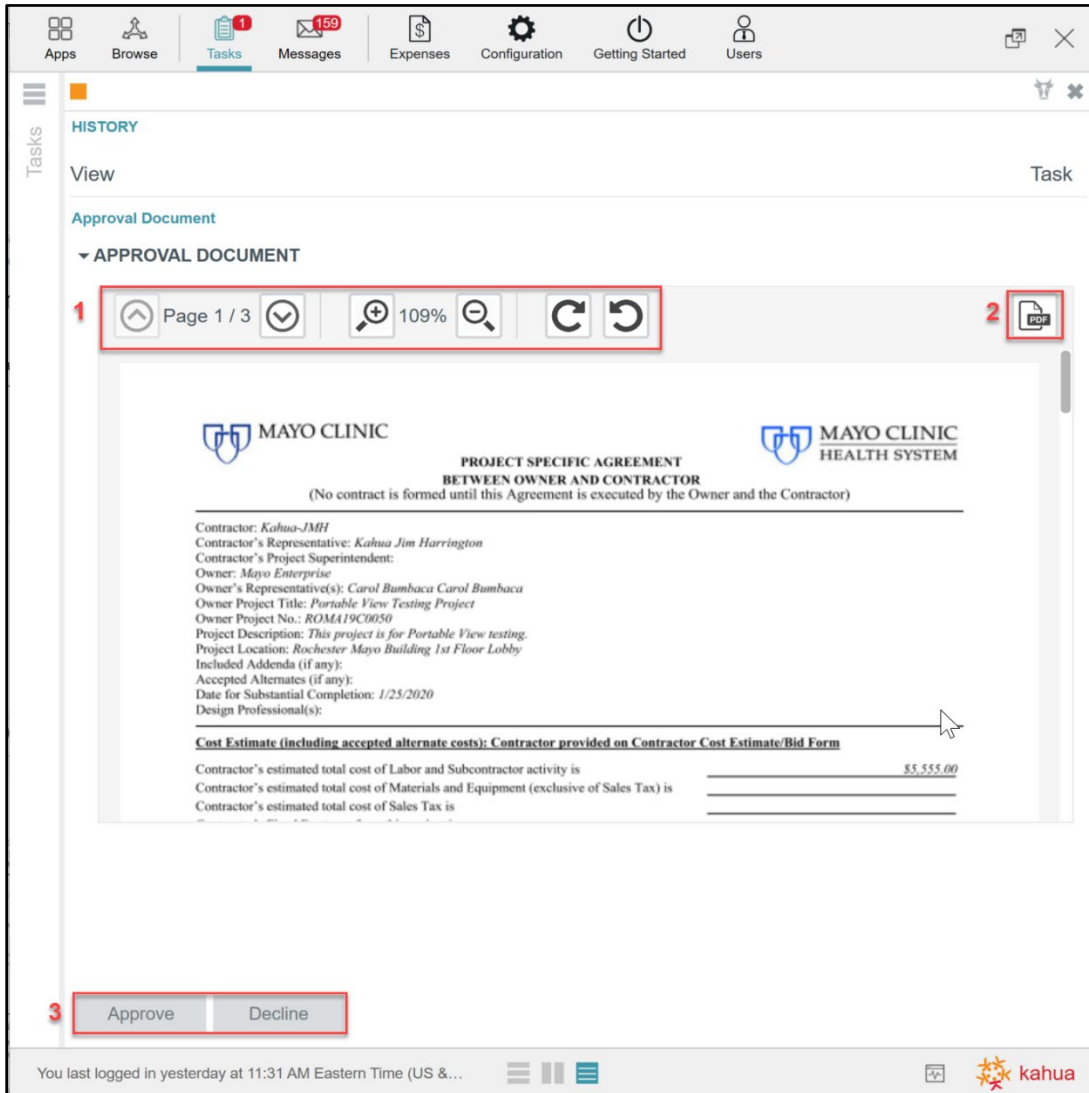 1 159
Apps Browse Tasks Messages Expenses Configuration Getting Started Users
Tasks
HISTORY
View Task
Approval Document
APPROVAL DOCUMENT
1 Page 1 / 3 109% 2 PDF
MAYO CLINIC MAYO CLINIC
HEALTH SYSTEM
PROJECT SPECIFIC AGREEMENT
BETWEEN OWNER AND CONTRACTOR
(No contract is formed until this Agreement is executed by the Owner and the Contractor)
Contractor: Kahua-JMH
Contractor's Representative: Kahua Jim Harrington
Contractor's Project Superintendent:
Owner: Mayo Enterprise
Owner's Representative(s): Carol Bumbaca Carol Bumbaca
Owner Project Title: Portable View Testing Project
Owner Project No.: ROMA19C0050
Project Description: This project is for Portable View testing.
Project Location: Rochester Mayo Building 1st Floor Lobby
Included Addenda (if any):
Accepted Alternates (if any):
Date for Substantial Completion: 1/25/2020
Design Professional(s):
Cost Estimate (including accepted alternate costs): Contractor provided on Contractor Cost Estimate/Bid Form
Contractor's estimated total cost of Labor and Subcontractor activity is $5,555.00
Contractor's estimated total cost of Materials and Equipment (exclusive of Sales Tax) is
Contractor's estimated total cost of Sales Tax is
3 Approve Decline
You last logged in yesterday at 11:31 AM Eastern Time (US &... kahua